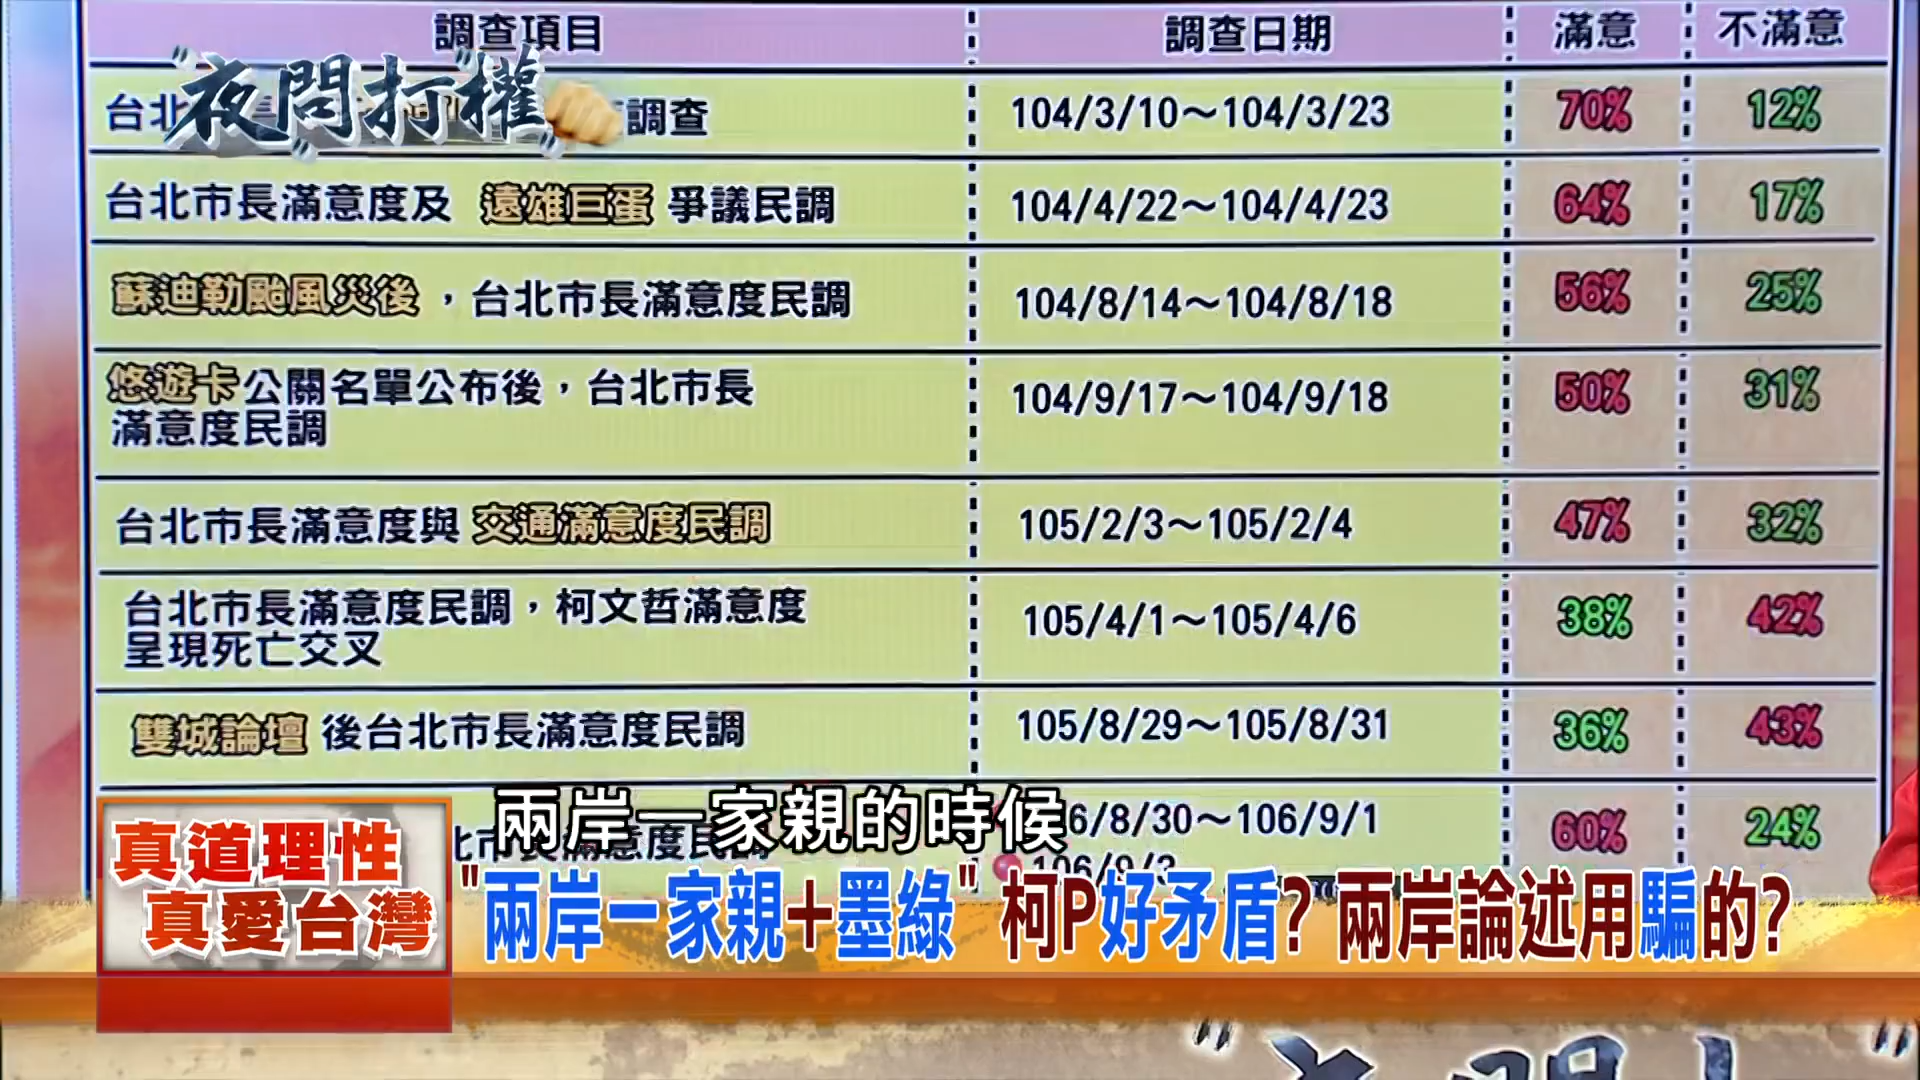 調查項目 調查日期 滿意 不滿意
"夜問打權"
台北 調查 104/3/10～104/3/23 70% 12%
台北市長滿意度及 遠雄巨蛋 爭議民調 104/4/22～104/4/23 64% 17%
蘇迪勒颱風災後，台北市長滿意度民調 104/8/14～104/8/18 56% 25%
悠遊卡公關名單公布後，台北市長
滿意度民調 104/9/17～104/9/18 50% 31%
台北市長滿意度與 交通滿意度民調 105/2/3～105/2/4 47% 32%
台北市長滿意度民調，柯文哲滿意度
呈現死亡交叉 105/4/1～105/4/6 38% 42%
雙城論壇 後台北市長滿意度民調 105/8/29～105/8/31 36% 43%
北市長滿意度民調 6/8/30～106/9/1 60% 24%
106/9/3
兩岸一家親的時候
真道理性
真愛台灣
"兩岸一家親+墨綠" 柯P好矛盾? 兩岸論述用騙的?